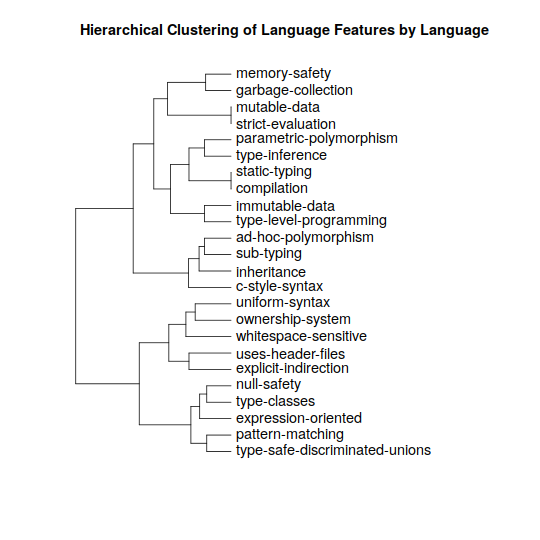 Hierarchical Clustering of Language Features by Language
memory-safety
garbage-collection
mutable-data
strict-evaluation
parametric-polymorphism
type-inference
static-typing
compilation
immutable-data
type-level-programming
ad-hoc-polymorphism
sub-typing
inheritance
c-style-syntax
uniform-syntax
ownership-system
whitespace-sensitive
uses-header-files
explicit-indirection
null-safety
type-classes
expression-oriented
pattern-matching
type-safe-discriminated-unions